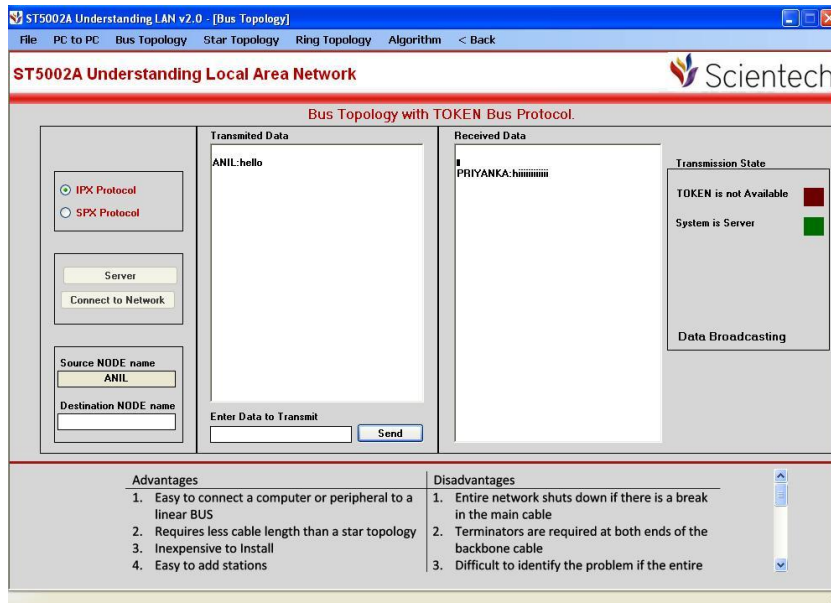 ST5002A Understanding LAN v2.0 - [Bus Topology]
File PC to PC Bus Topology Star Topology Ring Topology Algorithm < Back
ST5002A Understanding Local Area Network
Scientech
Bus Topology with TOKEN Bus Protocol.
IPX Protocol
SPX Protocol
Server
Connect to Network
Source NODE name
ANIL
Destination NODE name
Transmited Data
ANIL:hello
Enter Data to Transmit
Send
Received Data
Transmission State
TOKEN is not Available
System is Server
Data Broadcasting
Advantages
1. Easy to connect a computer or peripheral to a
linear BUS
2. Requires less cable length than a star topology
3. Inexpensive to Install
4. Easy to add stations
Disadvantages
1. Entire network shuts down if there is a break
in the main cable
2. Terminators are required at both ends of the
backbone cable
3. Difficult to identify the problem if the entire